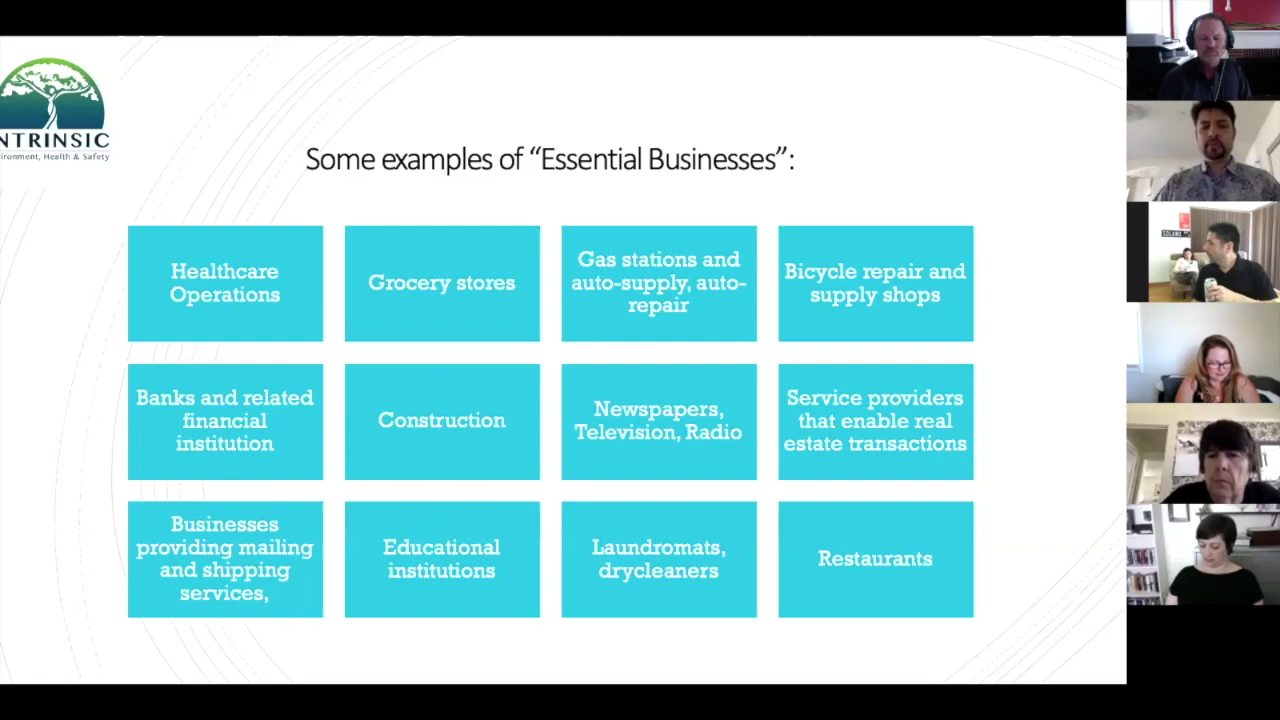 NTRINSIC
ironment, Health & Safety
Some examples of “Essential Businesses”:
Healthcare
Operations
Grocery stores
Gas stations and
auto-supply, auto-
repair
Bicycle repair and
supply shops
Banks and related
financial
institution
Construction
Newspapers,
Television, Radio
Service providers
that enable real
estate transactions
Businesses
providing mailing
and shipping
services,
Educational
institutions
Laundromats,
drycleaners
Restaurants
SOLANO